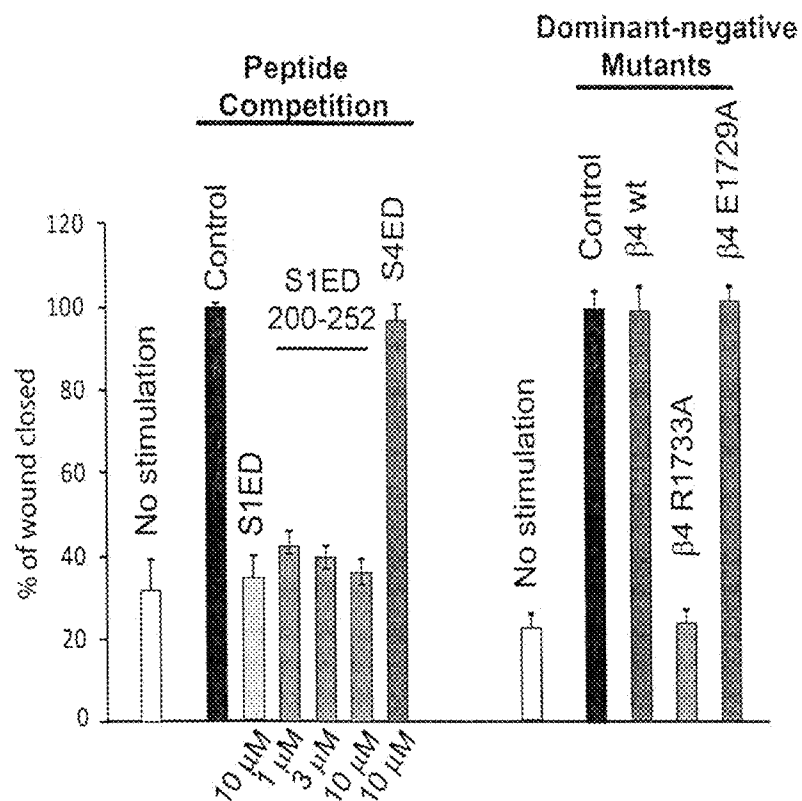 Peptide
Competition
Dominant-negative
Mutants
% of wound closed
120
100
80
60
40
20
0
No stimulation
Control
S1ED
S1ED
200-252
S4ED
10 µM
1 µM
3 µM
10 µM
10 µM
No stimulation
Control
β4 wt
β4 R1733A
β4 E1729A